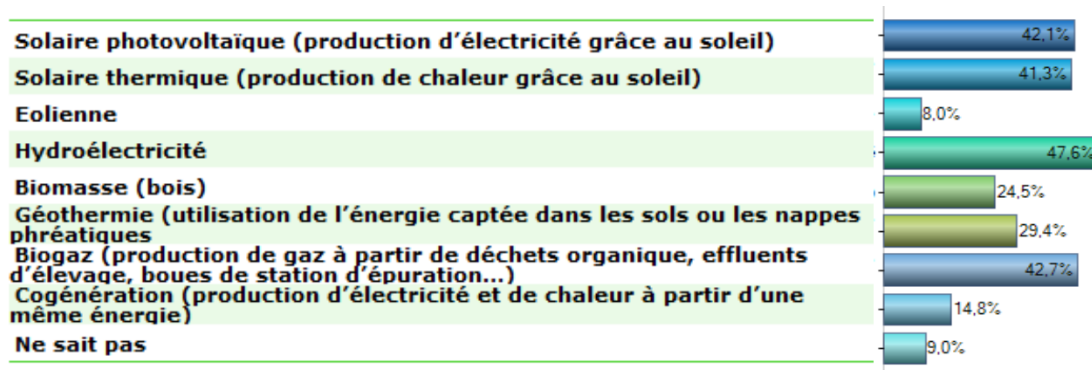 Solaire photovoltaïque (production d’électricité grâce au soleil) 42,1%
Solaire thermique (production de chaleur grâce au soleil) 41,3%
Eolienne 8,0%
Hydroélectricité 47,6%
Biomasse (bois) 24,5%
Géothermie (utilisation de l’énergie captée dans les sols ou les nappes
phréatiques 29,4%
Biogaz (production de gaz à partir de déchets organique, effluents
d’élevage, boues de station d’épuration...) 42,7%
Cogénération (production d’électricité et de chaleur à partir d’une
même énergie) 14,8%
Ne sait pas 9,0%